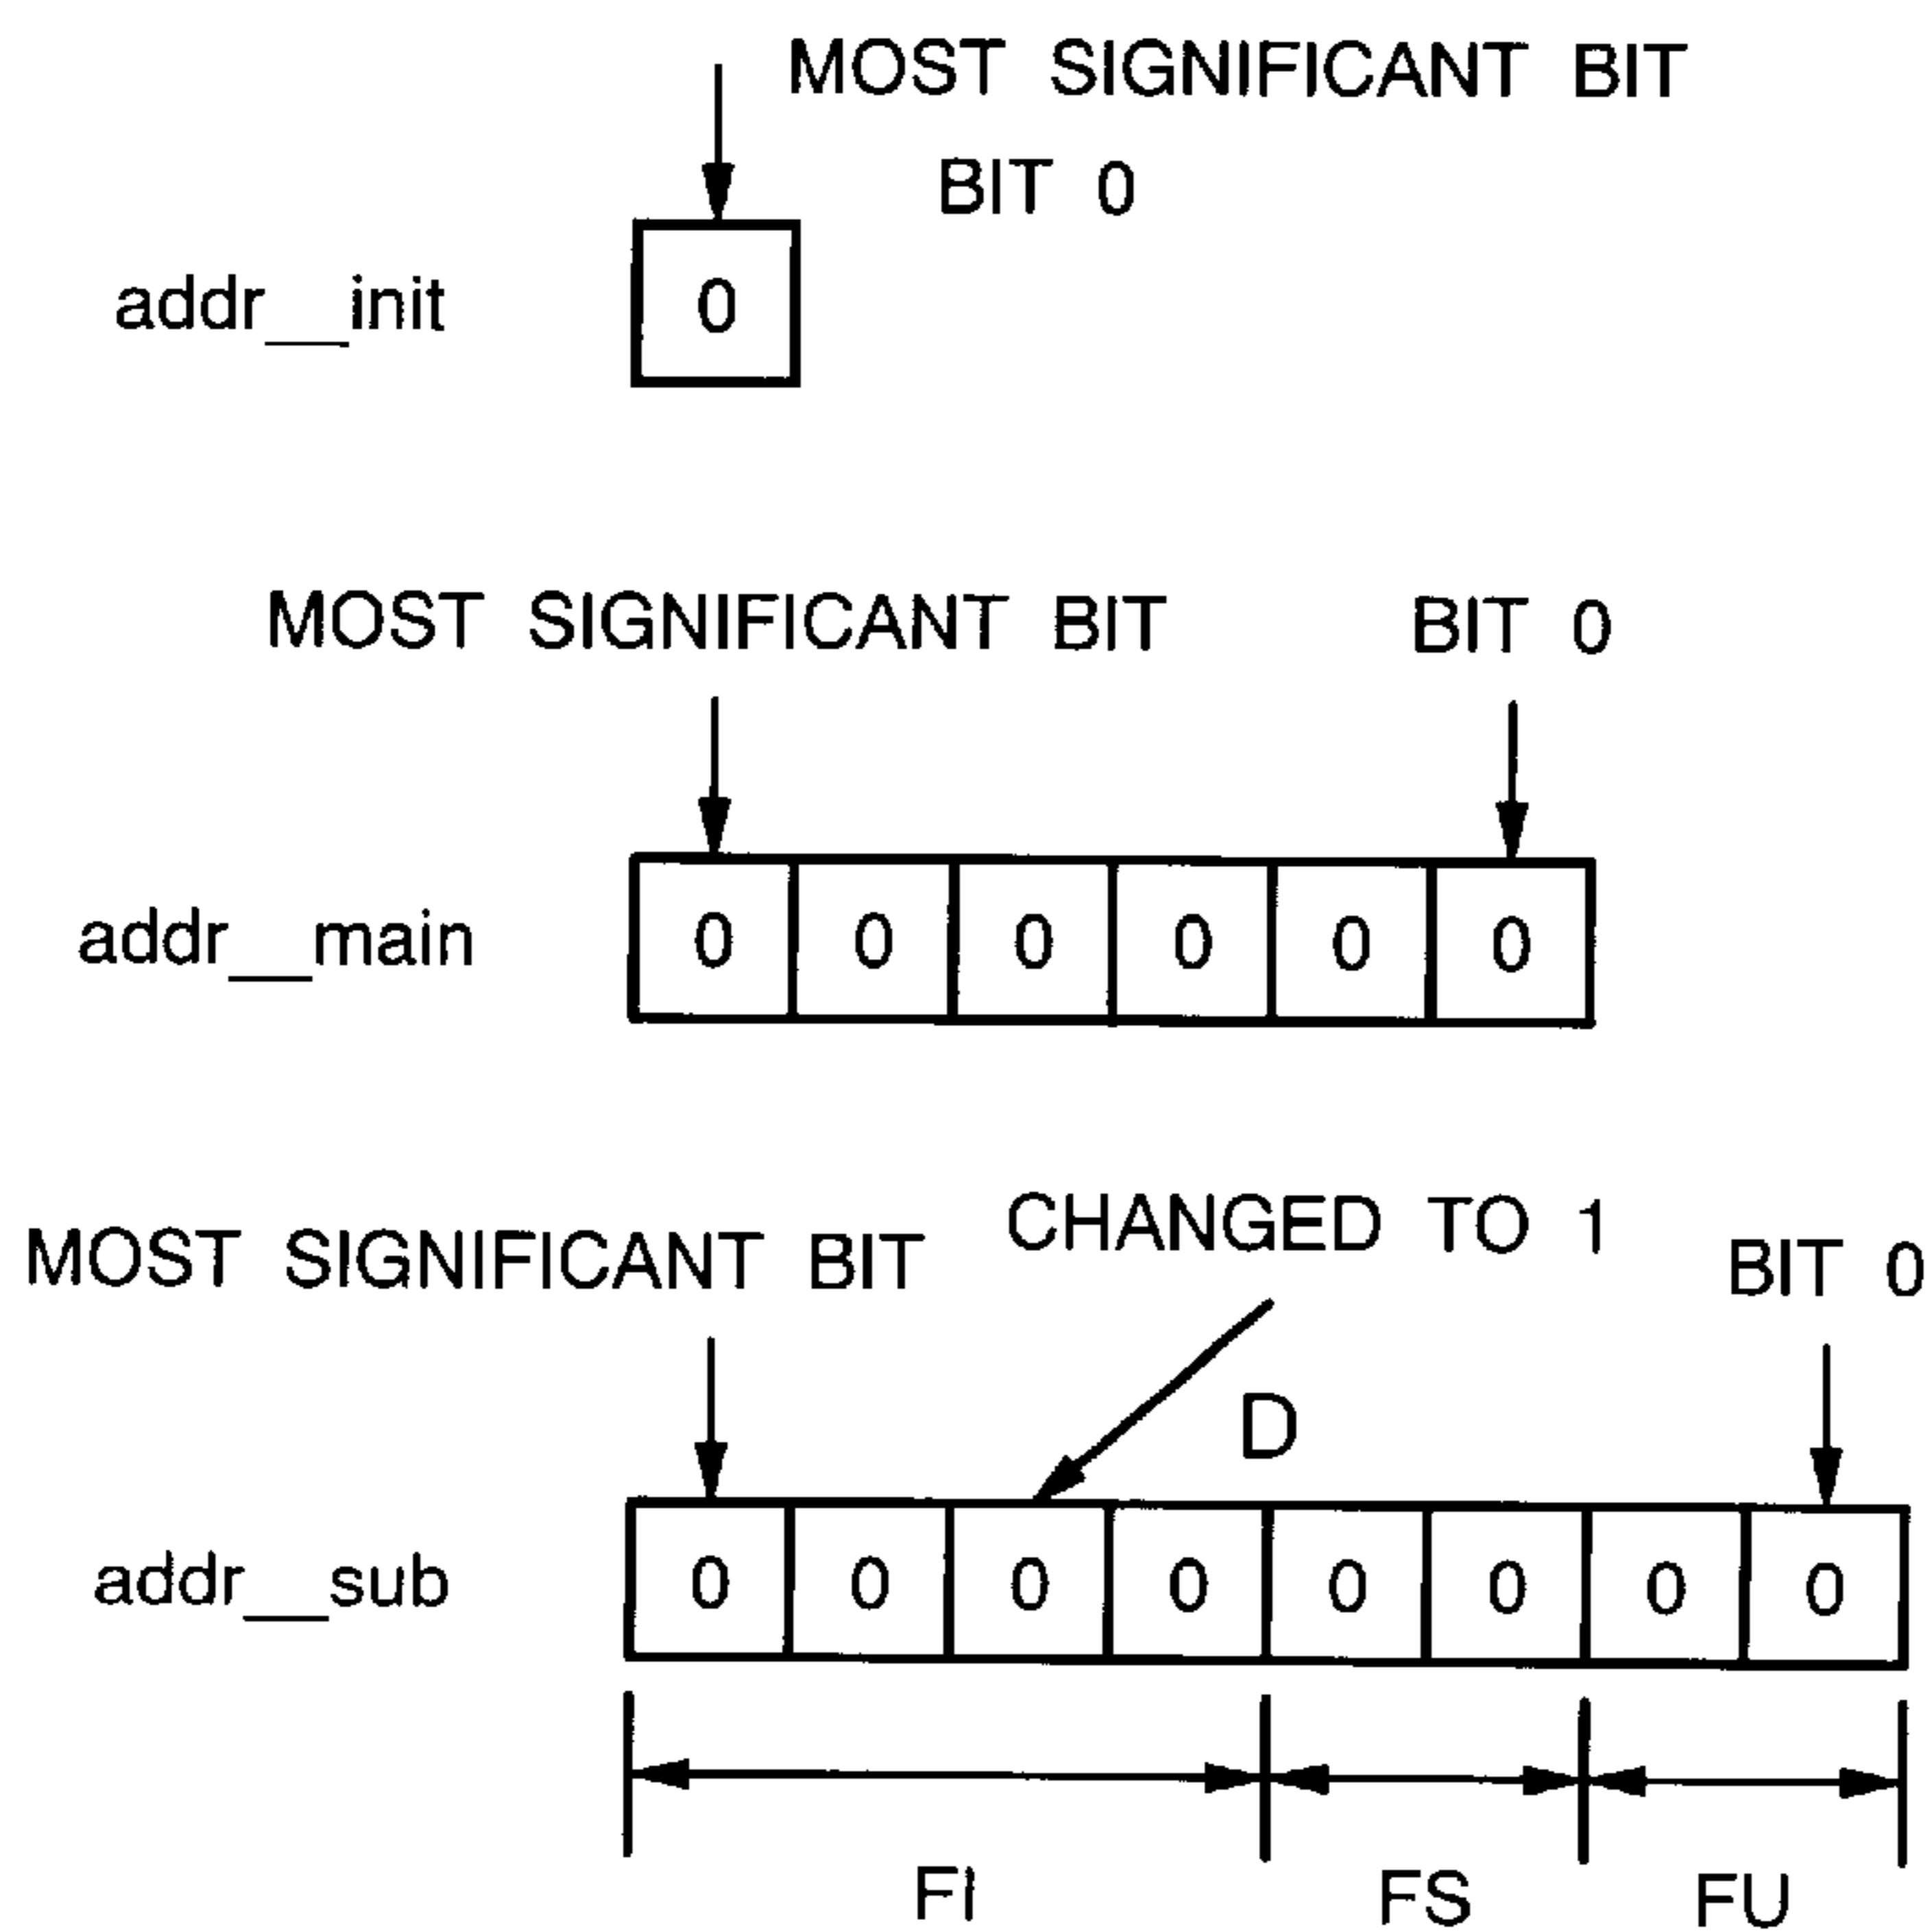 MOST SIGNIFICANT BIT
BIT 0
addr__init
0
MOST SIGNIFICANT BIT BIT 0
addr__main
0 0 0 0 0 0
CHANGED TO 1
MOST SIGNIFICANT BIT BIT 0
D
addr__sub
0 0 0 0 0 0 0 0
FI FS FU